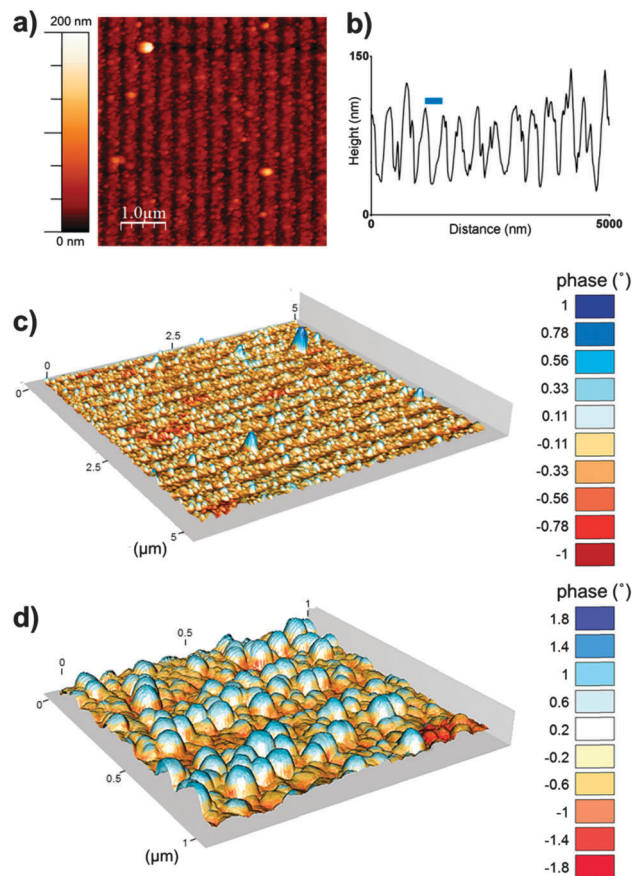 a)
200 nm
0 nm
1.0µm
b)
150
Height (nm)
0
0
5000
Distance (nm)
c)
phase (°)
1
0.78
0.56
0.33
0.11
-0.11
-0.33
-0.56
-0.78
-1
0
2.5
5
0
2.5
5
(µm)
d)
phase (°)
1.8
1.4
1
0.6
0.2
-0.2
-0.6
-1
-1.4
-1.8
0
0.5
1
0
0.5
1
(µm)